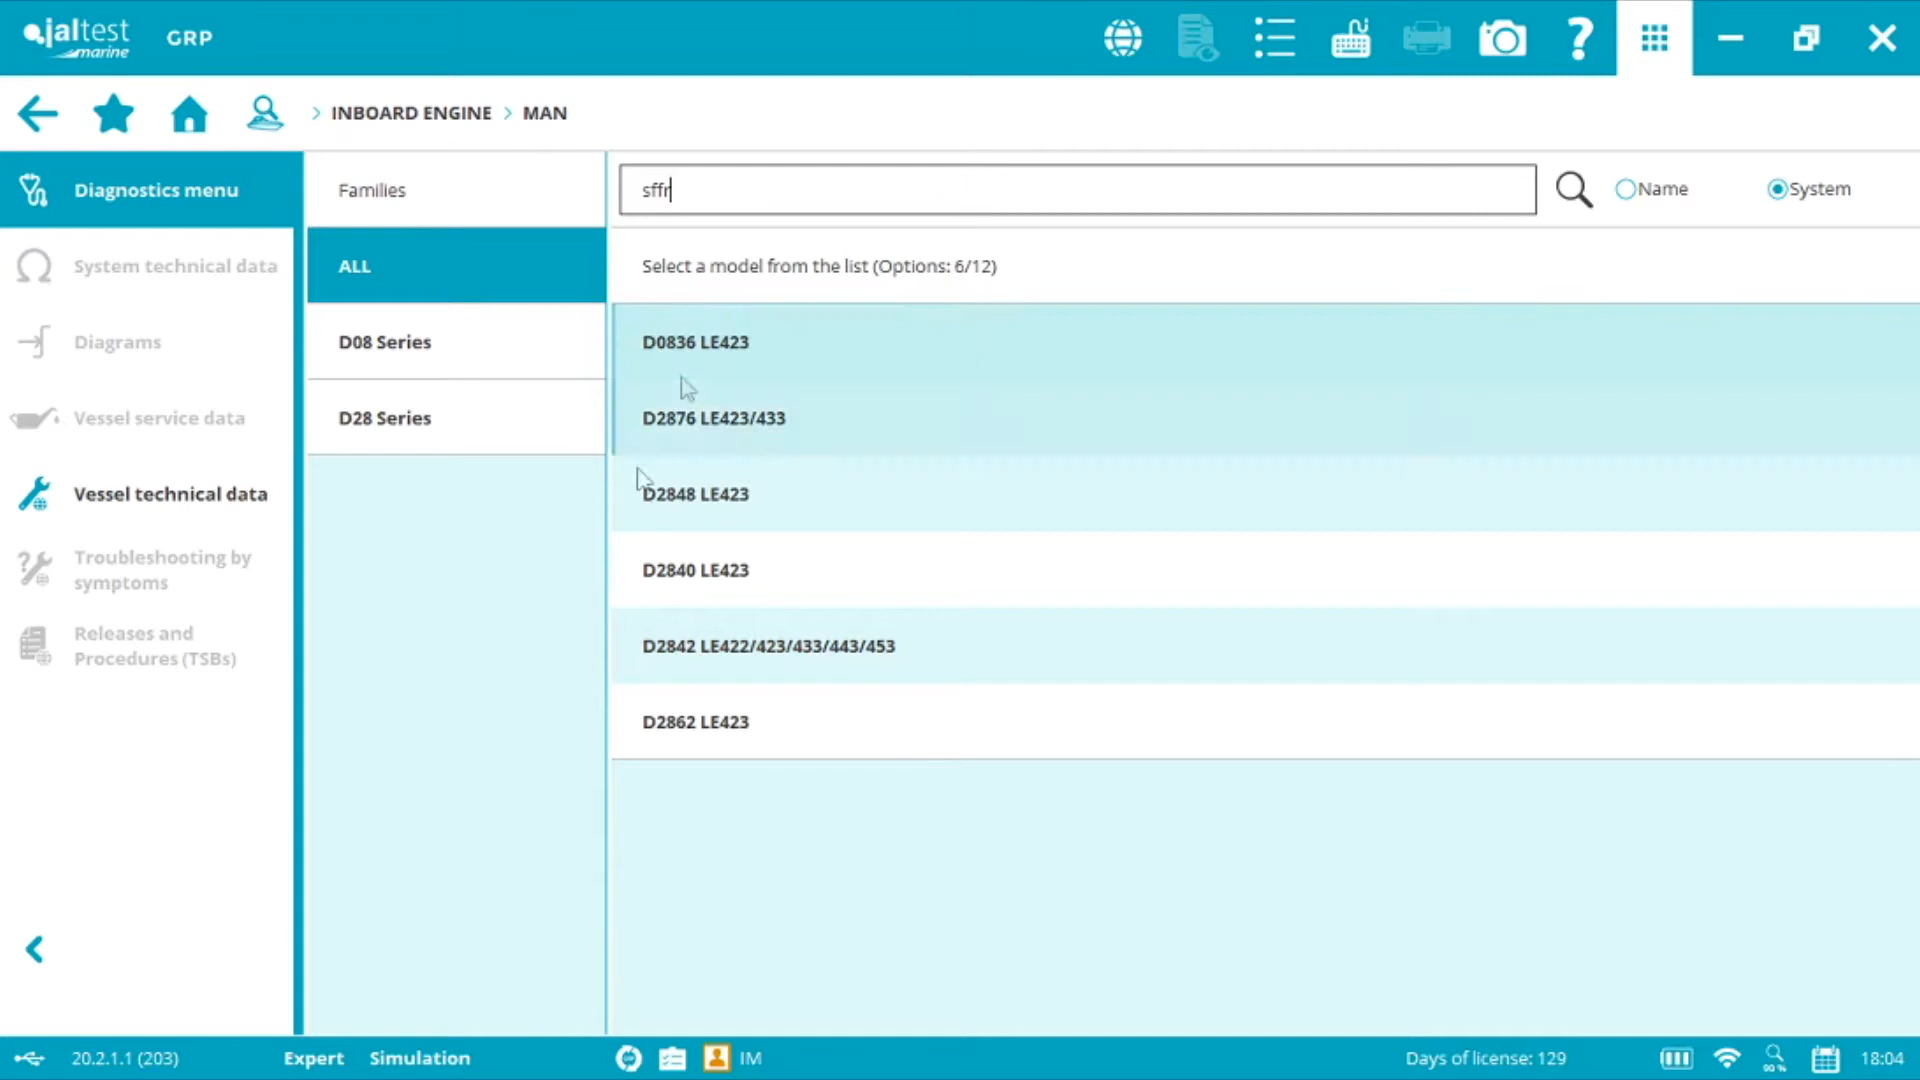 jaltest
marine
GRP
> INBOARD ENGINE > MAN
Diagnostics menu
System technical data
Diagrams
Vessel service data
Vessel technical data
Troubleshooting by
symptoms
Releases and
Procedures (TSBs)
Families
ALL
D08 Series
D28 Series
sffr
Name
System
Select a model from the list (Options: 6/12)
D0836 LE423
D2876 LE423/433
D2848 LE423
D2840 LE423
D2842 LE422/423/433/443/453
D2862 LE423
20.2.1.1 (203)
Expert
Simulation
IM
Days of license: 129
90 %
18:04